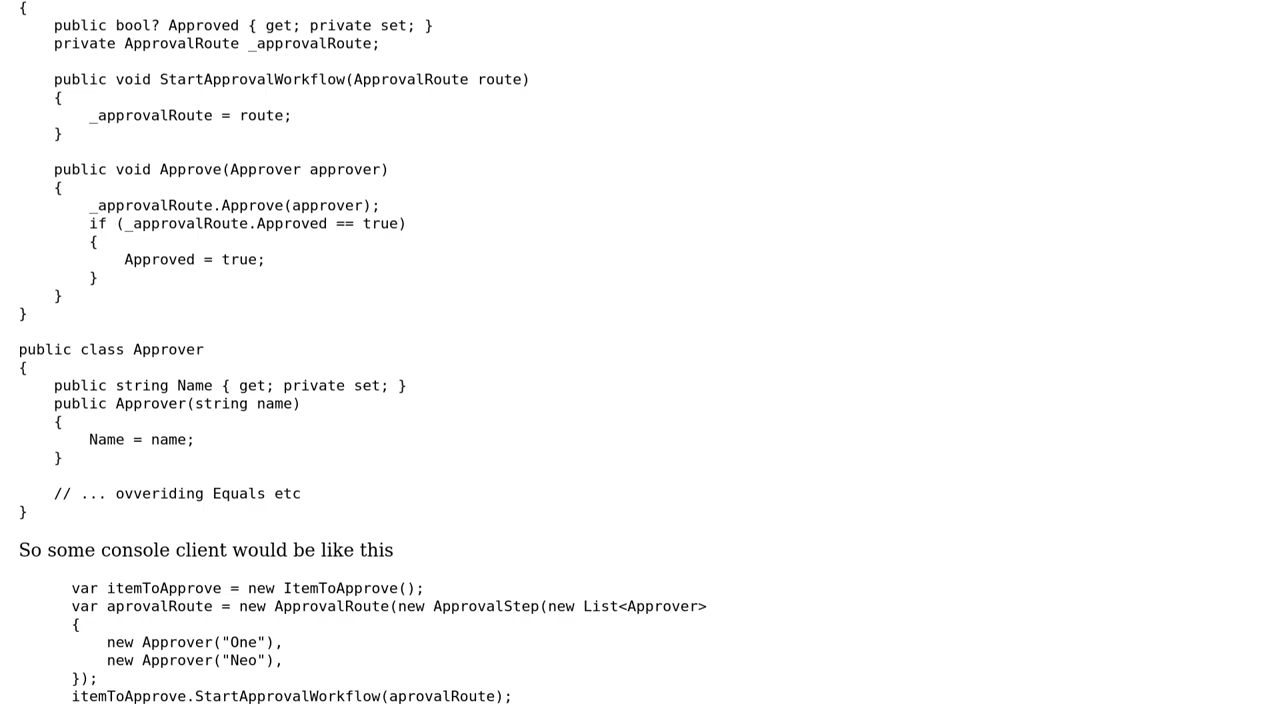 {
    public bool? Approved { get; private set; }
    private ApprovalRoute _approvalRoute;

    public void StartApprovalWorkflow(ApprovalRoute route)
    {
        _approvalRoute = route;
    }

    public void Approve(Approver approver)
    {
        _approvalRoute.Approve(approver);
        if (_approvalRoute.Approved == true)
        {
            Approved = true;
        }
    }
}

public class Approver
{
    public string Name { get; private set; }
    public Approver(string name)
    {
        Name = name;
    }

    // ... ovveriding Equals etc
}

So some console client would be like this

      var itemToApprove = new ItemToApprove();
      var aprovalRoute = new ApprovalRoute(new ApprovalStep(new List<Approver>
      {
          new Approver("One"),
          new Approver("Neo"),
      });
      itemToApprove.StartApprovalWorkflow(aprovalRoute);